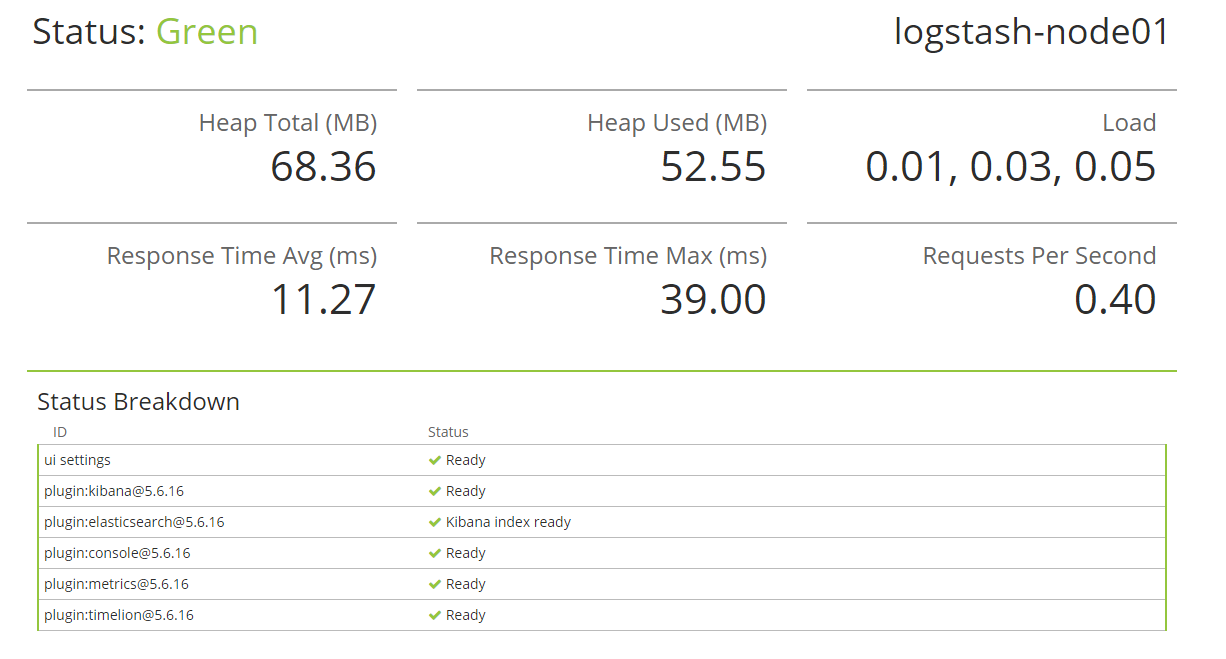 Status: Green
logstash-node01
Heap Total (MB)
68.36
Heap Used (MB)
52.55
Load
0.01, 0.03, 0.05
Response Time Avg (ms)
11.27
Response Time Max (ms)
39.00
Requests Per Second
0.40
Status Breakdown
ID Status
ui settings Ready
plugin:kibana@5.6.16 Ready
plugin:elasticsearch@5.6.16 Kibana index ready
plugin:console@5.6.16 Ready
plugin:metrics@5.6.16 Ready
plugin:timelion@5.6.16 Ready